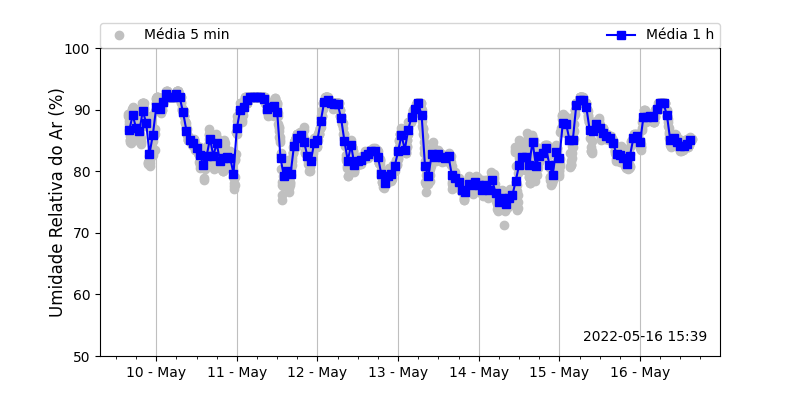 Média 5 min
Média 1 h
Umidade Relativa do Ar (%)
100
90
80
70
60
50
2022-05-16 15:39
10 - May
11 - May
12 - May
13 - May
14 - May
15 - May
16 - May